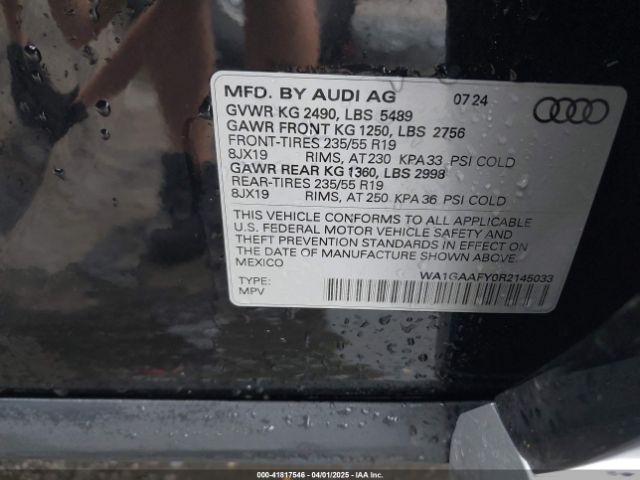 MFD. BY AUDI AG 07 24
GVWR KG 2490, LBS 5489
GAWR FRONT KG 1250, LBS 2756
FRONT-TIRES 235/55 R19
8JX19 RIMS, AT 230 KPA 33 PSI COLD
GAWR REAR KG 1360, LBS 2998
REAR-TIRES 235/55 R19
8JX19 RIMS, AT 250 KPA 36 PSI COLD
THIS VEHICLE CONFORMS TO ALL APPLICABLE
U.S. FEDERAL MOTOR VEHICLE SAFETY AND
THEFT PREVENTION STANDARDS IN EFFECT ON
THE DATE OF MANUFACTURE SHOWN ABOVE.
MEXICO
WA1GAAFY0R2145033
TYPE:
MPV
000-41817546 - 04/01/2025 - IAAI.COM